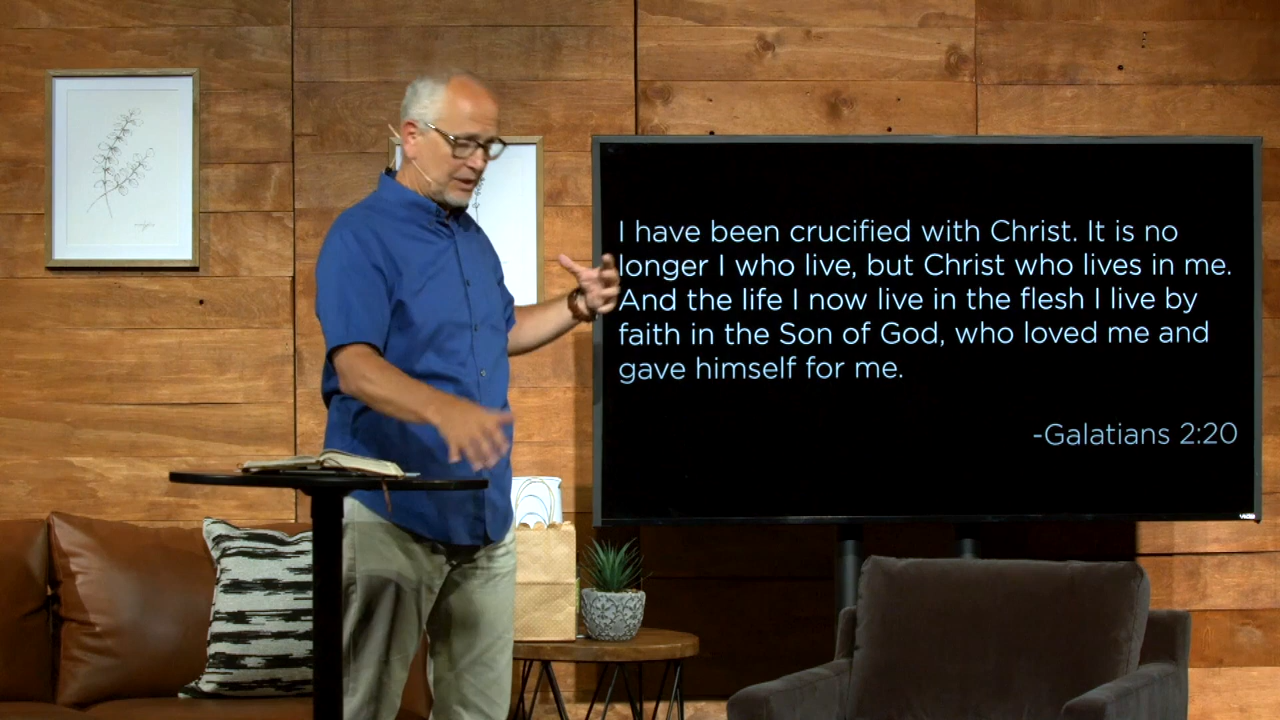 I have been crucified with Christ. It is no
longer I who live, but Christ who lives in me.
And the life I now live in the flesh I live by
faith in the Son of God, who loved me and
gave himself for me.
-Galatians 2:20